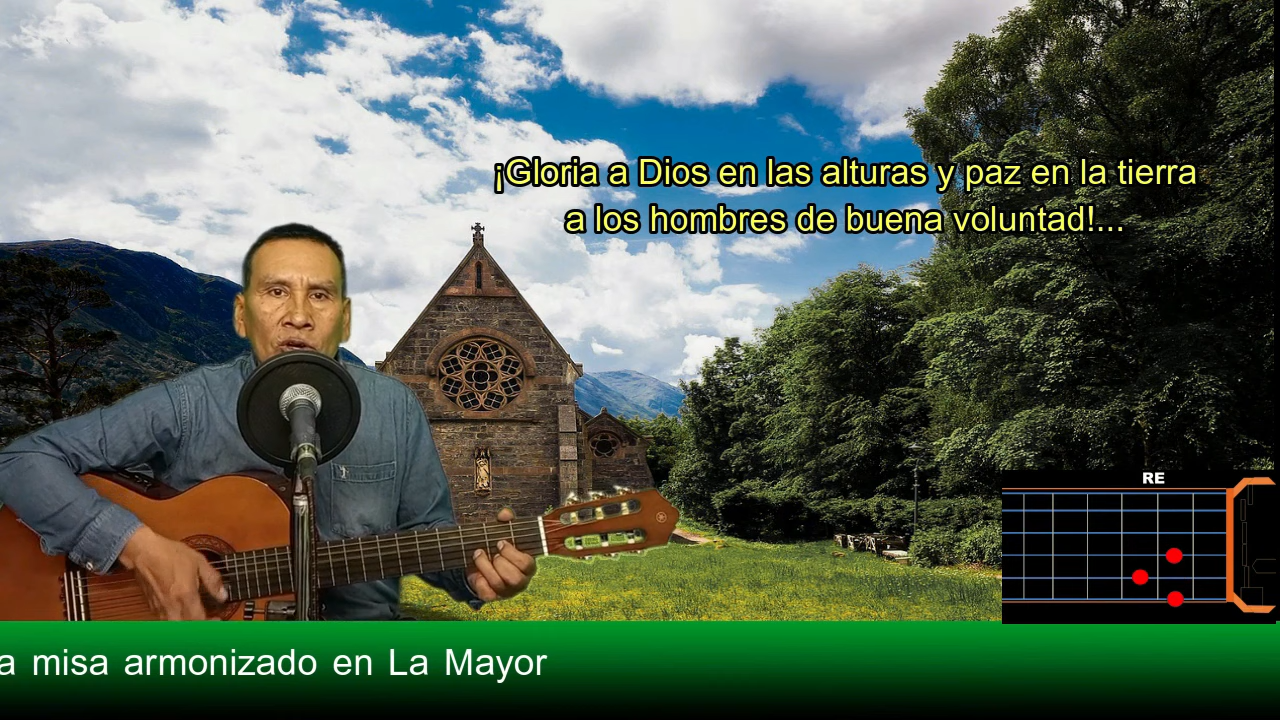 ¡Gloria a Dios en las alturas y paz en la tierra
a los hombres de buena voluntad!...
RE
a misa armonizado en La Mayor